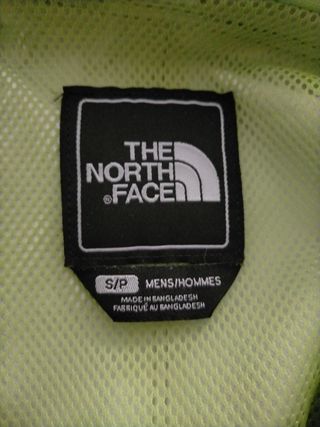 THE
NORTH
®FACE
S/P MENS/HOMMES
MADE IN BANGLADESH
FABRIQUÉ AU BANGLADESH